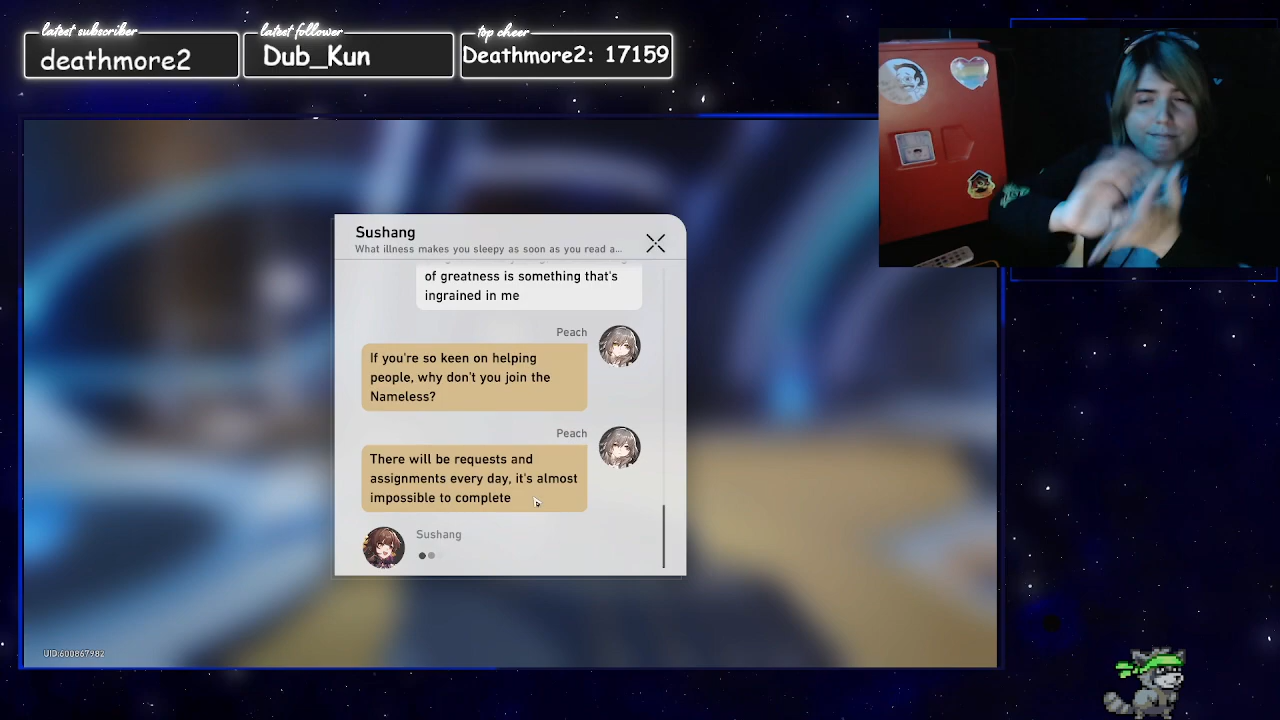 latest subscriber
deathmore2
latest follower
Dub_Kun
top cheer
Deathmore2: 17159
Sushang
What illness makes you sleepy as soon as you read a...
of greatness is something that's
ingrained in me
Peach
If you're so keen on helping
people, why don't you join the
Nameless?
Peach
There will be requests and
assignments every day, it's almost
impossible to complete
Sushang
UID:600867982